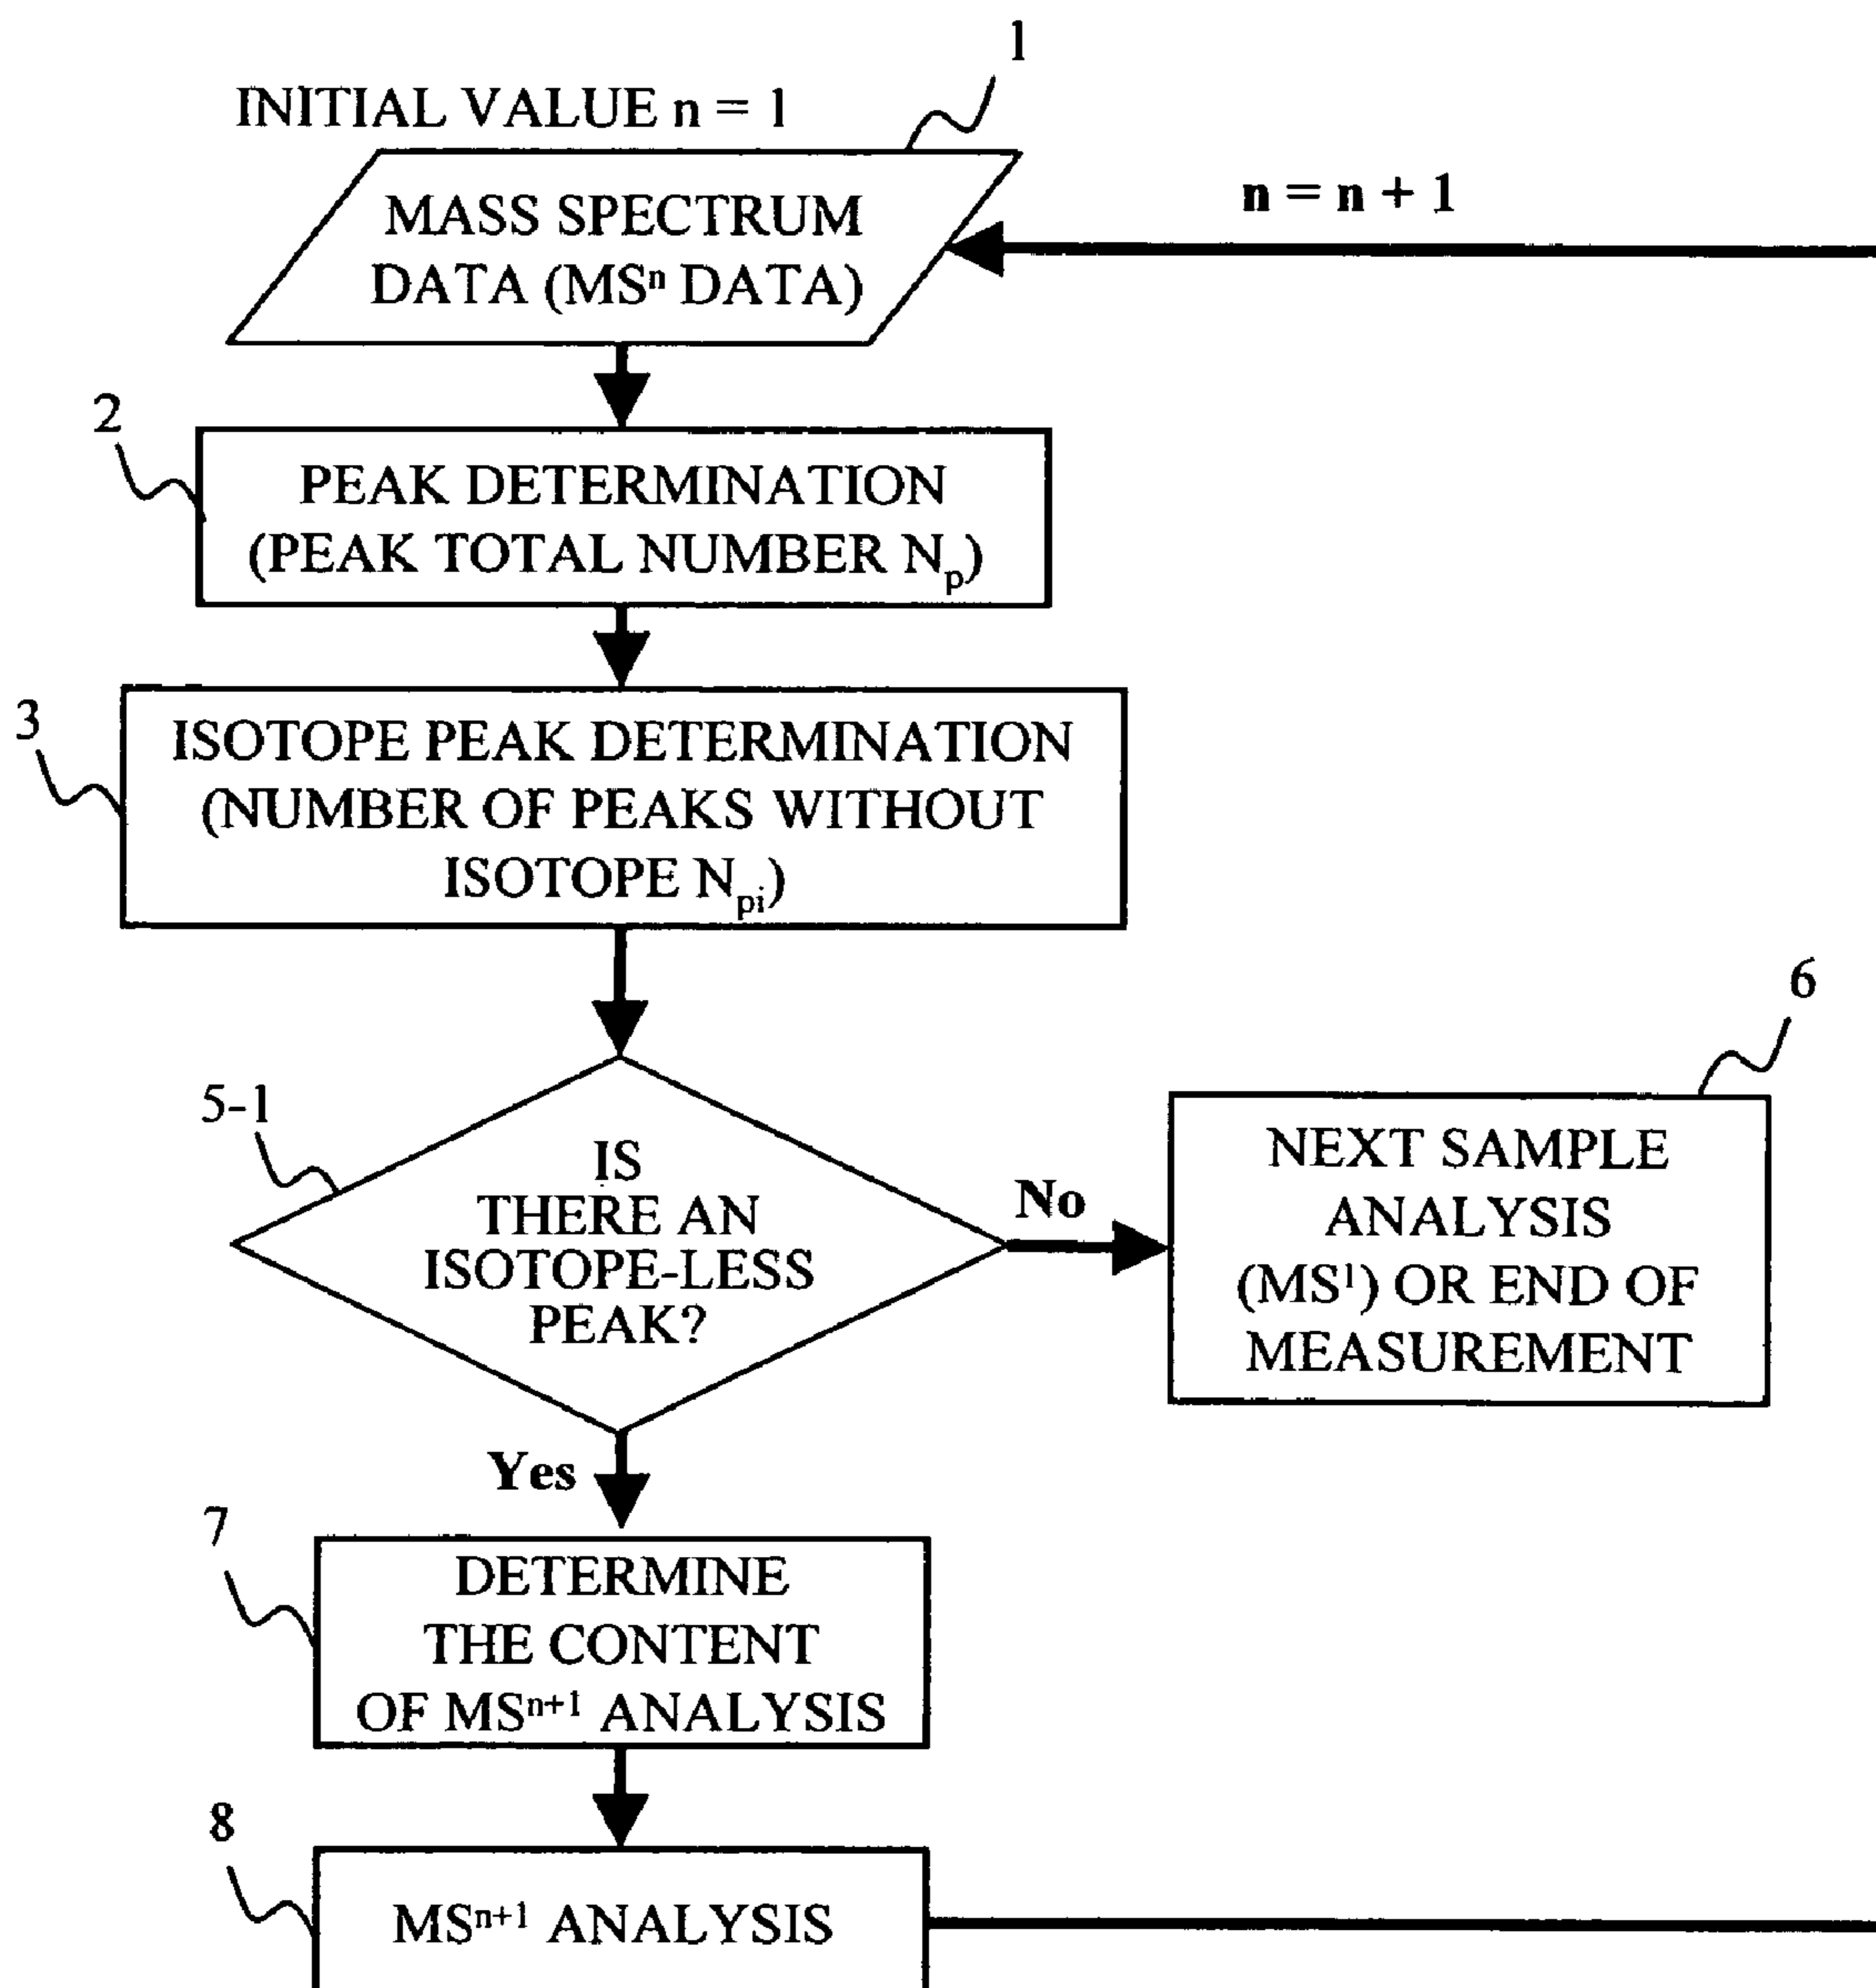 1
INITIAL VALUE n = 1
MASS SPECTRUM
DATA (MSⁿ DATA)
n = n + 1
2
PEAK DETERMINATION
(PEAK TOTAL NUMBER Nₚ)
3
ISOTOPE PEAK DETERMINATION
(NUMBER OF PEAKS WITHOUT
ISOTOPE Nₚᵢ)
6
5-1
IS
THERE AN
ISOTOPE-LESS
PEAK?
No
NEXT SAMPLE
ANALYSIS
(MS¹) OR END OF
MEASUREMENT
Yes
7
DETERMINE
THE CONTENT
OF MSⁿ⁺¹ ANALYSIS
8
MSⁿ⁺¹ ANALYSIS